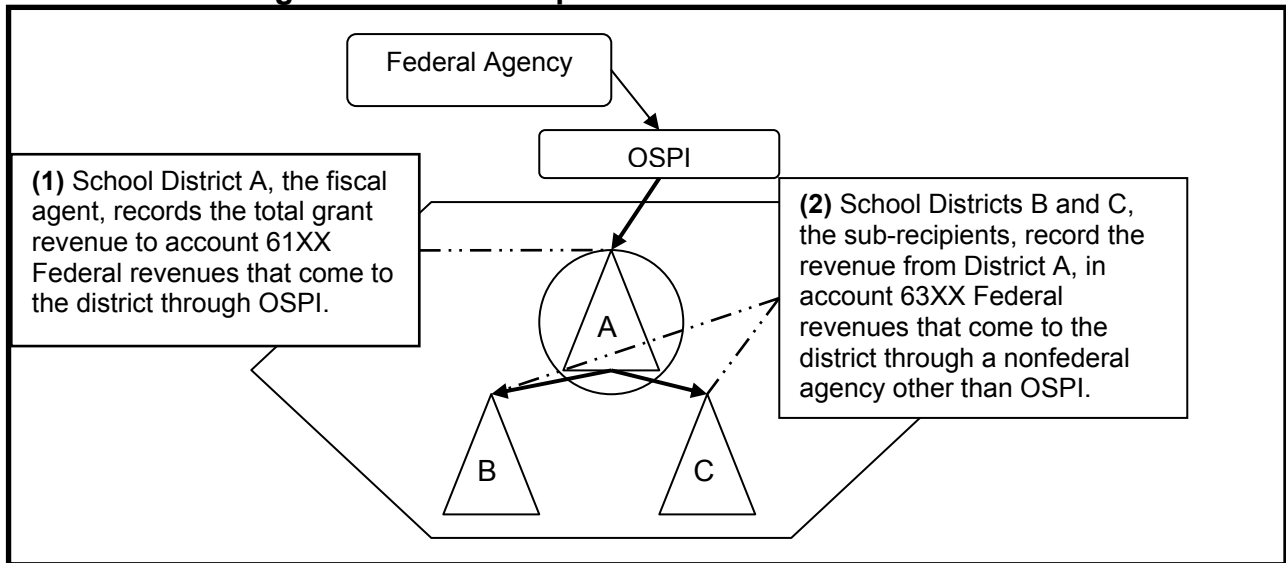 Federal Agency
OSPI
(1) School District A, the fiscal
agent, records the total grant
revenue to account 61XX
Federal revenues that come to
the district through OSPI.
(2) School Districts B and C,
the sub-recipients, record the
revenue from District A, in
account 63XX Federal
revenues that come to the
district through a nonfederal
agency other than OSPI.
A
B
C